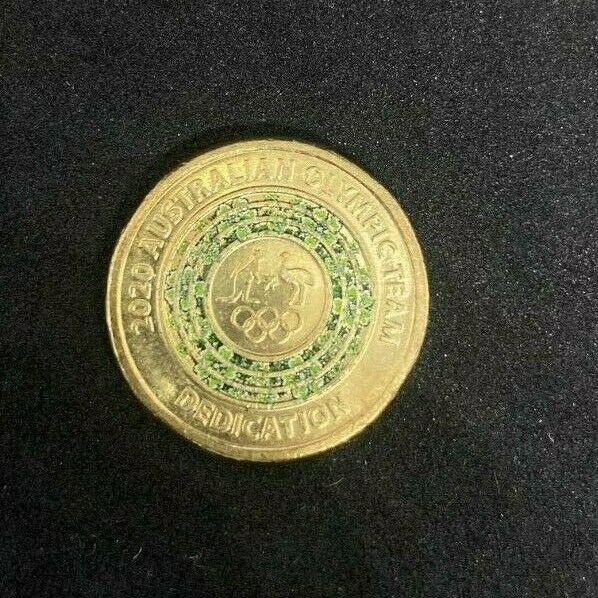 2020 AUSTRALIAN OLYMPIC TEAM
DEDICATION